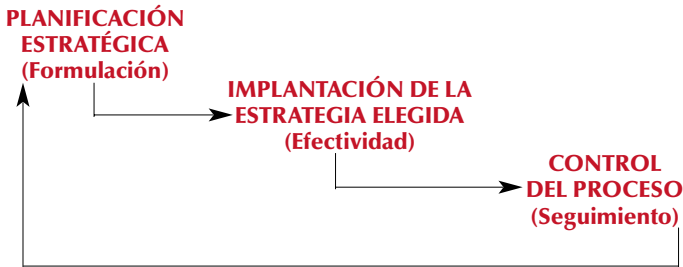 PLANIFICACIÓN
ESTRATÉGICA
(Formulación)
IMPLANTACIÓN DE LA
ESTRATEGIA ELEGIDA
(Efectividad)
CONTROL
DEL PROCESO
(Seguimiento)